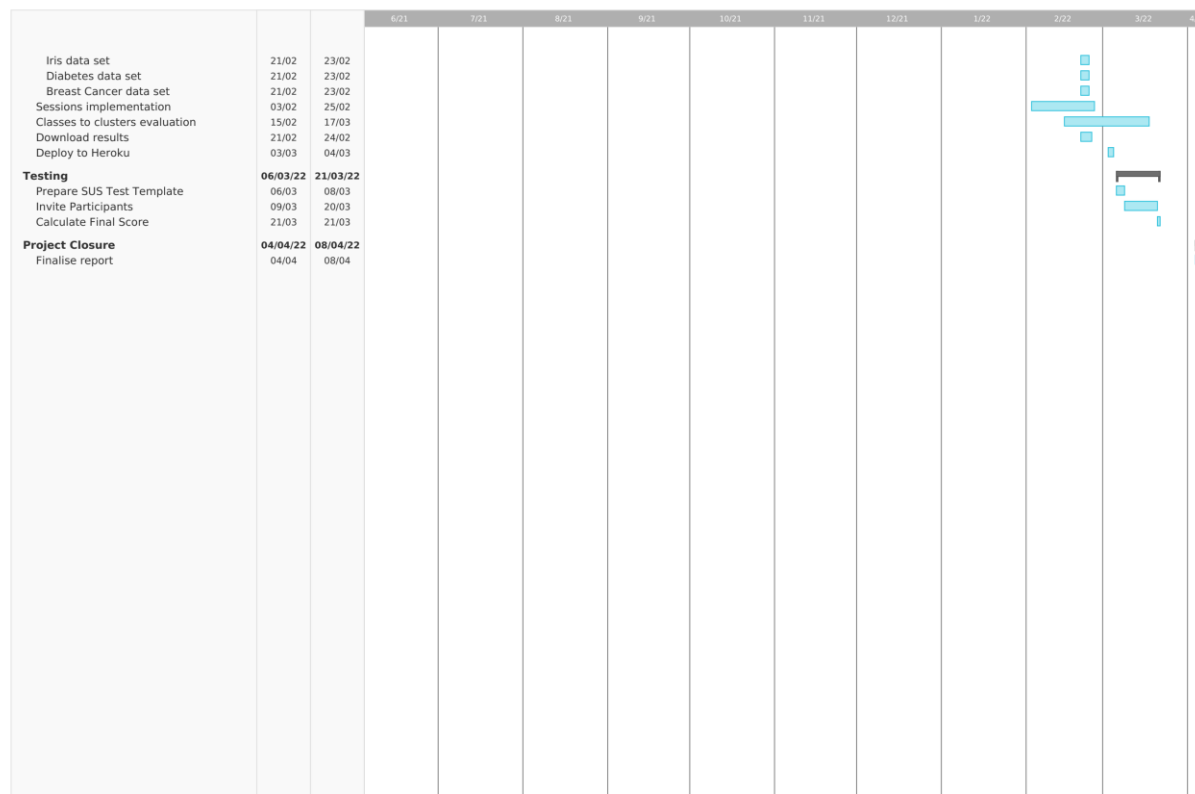 6/21 7/21 8/21 9/21 10/21 11/21 12/21 1/22 2/22 3/22 4
Iris data set 21/02 23/02
Diabetes data set 21/02 23/02
Breast Cancer data set 21/02 23/02
Sessions implementation 03/02 25/02
Classes to clusters evaluation 15/02 17/03
Download results 21/02 24/02
Deploy to Heroku 03/03 04/03
Testing 06/03/22 21/03/22
Prepare SUS Test Template 06/03 08/03
Invite Participants 09/03 20/03
Calculate Final Score 21/03 21/03
Project Closure 04/04/22 08/04/22
Finalise report 04/04 08/04